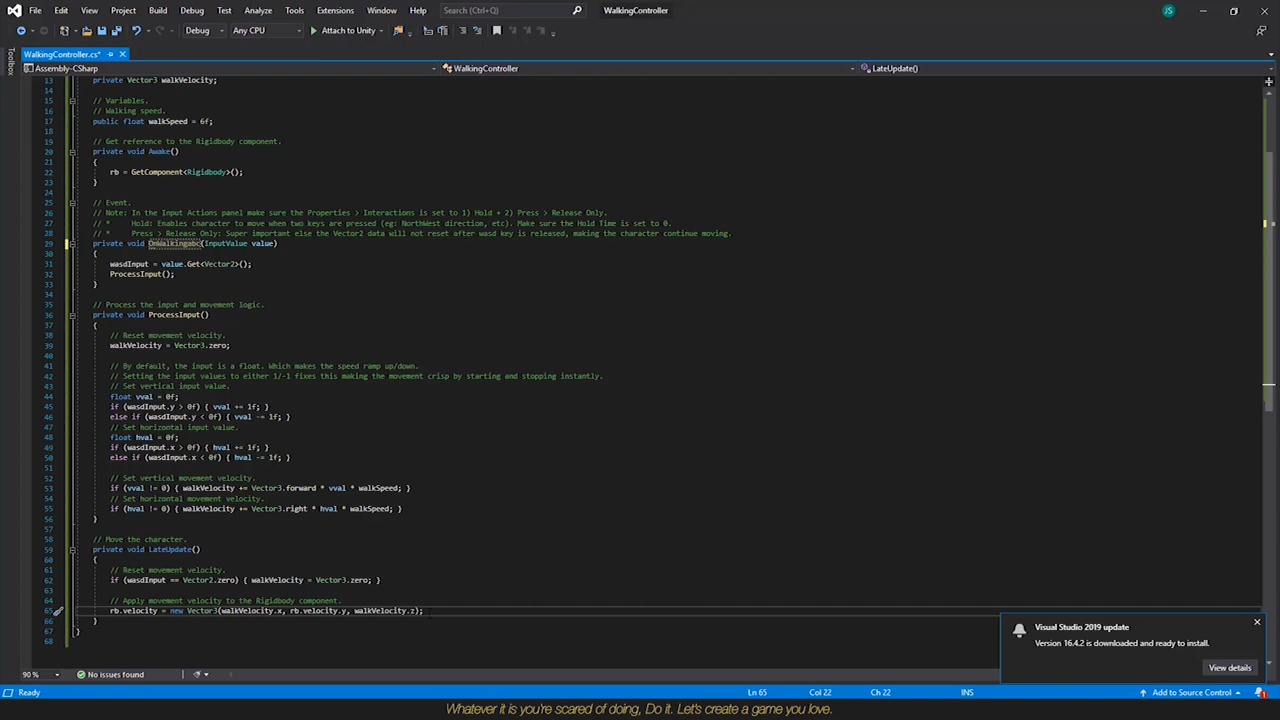 File Edit View Project Build Debug Test Analyze Tools Extensions Window Help Search (Ctrl+Q) WalkingController JS
Debug Any CPU Attach to Unity
Toolbox
WalkingController.cs*
Assembly-CSharp WalkingController LateUpdate()
13 private Vector3 walkVelocity;
14
15 // Variables.
16 // Walking speed.
17 public float walkSpeed = 6f;
18
19 // Get reference to the Rigidbody component.
20 private void Awake()
21 {
22 rb = GetComponent<Rigidbody>();
23 }
24
25 // Event.
26 // Note: In the Input Actions panel make sure the Properties > Interactions is set to 1) Hold + 2) Press > Release Only.
27 // * Hold: Enables character to move when two keys are pressed (eg: NorthWest direction, etc). Make sure the Hold Time is set to 0.
28 // * Press > Release Only: Super important else the Vector2 data will not reset after wasd key is released, making the character continue moving.
29 private void OnWalkingabc(InputValue value)
30 {
31 wasdInput = value.Get<Vector2>();
32 ProcessInput();
33 }
34
35 // Process the input and movement logic.
36 private void ProcessInput()
37 {
38 // Reset movement velocity.
39 walkVelocity = Vector3.zero;
40
41 // By default, the input is a float. Which makes the speed ramp up/down.
42 // Setting the input values to either 1/-1 fixes this making the movement crisp by starting and stopping instantly.
43 // Set vertical input value.
44 float vval = 0f;
45 if (wasdInput.y > 0f) { vval += 1f; }
46 else if (wasdInput.y < 0f) { vval -= 1f; }
47 // Set horizontal input value.
48 float hval = 0f;
49 if (wasdInput.x > 0f) { hval += 1f; }
50 else if (wasdInput.x < 0f) { hval -= 1f; }
51
52 // Set vertical movement velocity.
53 if (vval != 0) { walkVelocity += Vector3.forward * vval * walkSpeed; }
54 // Set horizontal movement velocity.
55 if (hval != 0) { walkVelocity += Vector3.right * hval * walkSpeed; }
56 }
57
58 // Move the character.
59 private void LateUpdate()
60 {
61 // Reset movement velocity.
62 if (wasdInput == Vector2.zero) { walkVelocity = Vector3.zero; }
63
64 // Apply movement velocity to the Rigidbody component.
65 rb.velocity = new Vector3(walkVelocity.x, rb.velocity.y, walkVelocity.z);
66 }
67 }
68
Visual Studio 2019 update
Version 16.4.2 is downloaded and ready to install.
View details
90 % No issues found
Ready Ln 65 Col 22 Ch 22 INS Add to Source Control 1
Whatever it is you're scared of doing, Do it. Let's create a game you love.